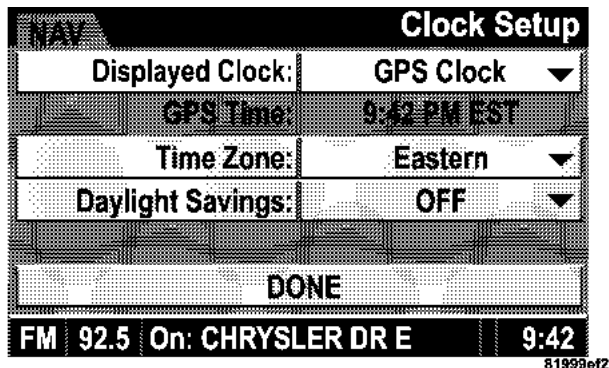 NAV Clock Setup
Displayed Clock: GPS Clock
GPS Time: 9:42 PM EST
Time Zone: Eastern
Daylight Savings: OFF
DONE
FM 92.5 On: CHRYSLER DR E 9:42
81999ef2